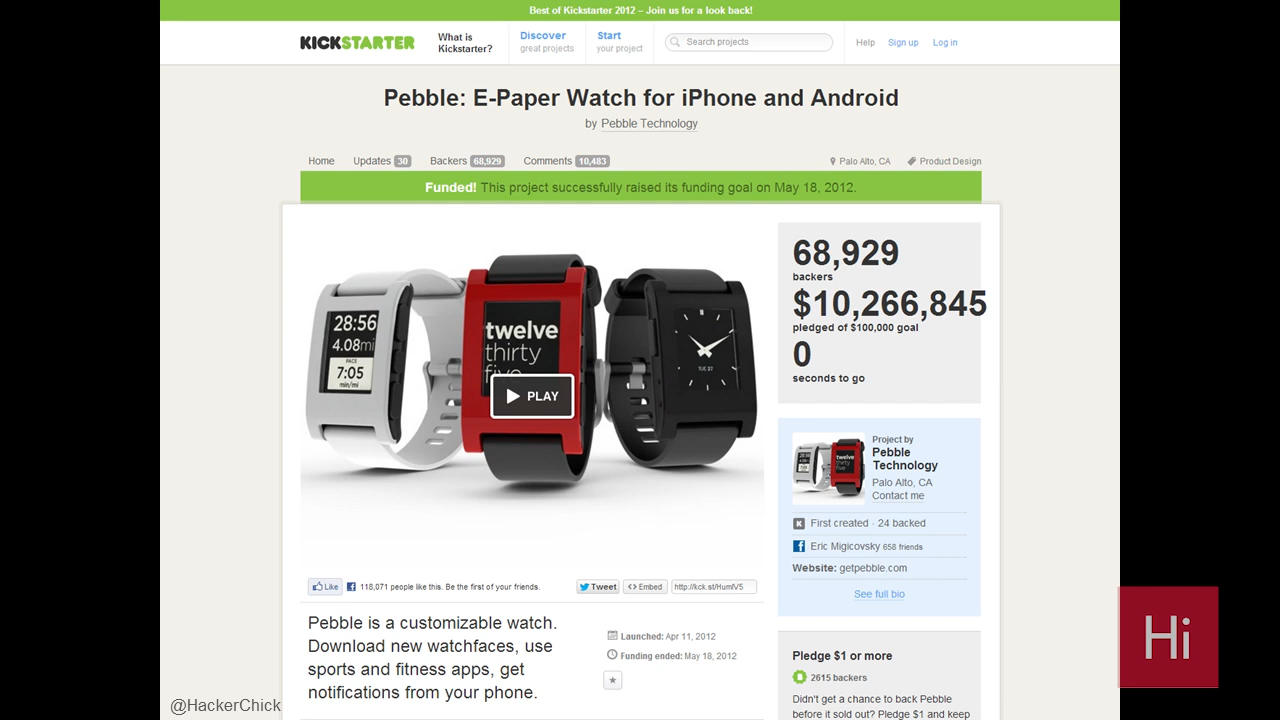 Best of Kickstarter 2012 – Join us for a look back!
KICKSTARTER
What is
Kickstarter?
Discover
great projects
Start
your project
Search projects
Help Sign up Log in
Pebble: E-Paper Watch for iPhone and Android
by Pebble Technology
Home Updates 30 Backers 68,929 Comments 10,483
Palo Alto, CA Product Design
Funded! This project successfully raised its funding goal on May 18, 2012.
28:56
4.08mi
PACE
7:05
min/mi
twelve
thirty
five
PLAY
TUE 27
68,929
backers
$10,266,845
pledged of $100,000 goal
0
seconds to go
28:56
twelve
thirty
five
Project by
Pebble
Technology
Palo Alto, CA
Contact me
First created · 24 backed
Eric Migicovsky 658 friends
Website: getpebble.com
See full bio
Like
118,071 people like this. Be the first of your friends.
Tweet
<> Embed
http://kck.st/HumIV5
Pebble is a customizable watch.
Download new watchfaces, use
sports and fitness apps, get
notifications from your phone.
Launched: Apr 11, 2012
Funding ended: May 18, 2012
Pledge $1 or more
2615 backers
Didn't get a chance to back Pebble
before it sold out? Pledge $1 and keep
@HackerChick
Hi